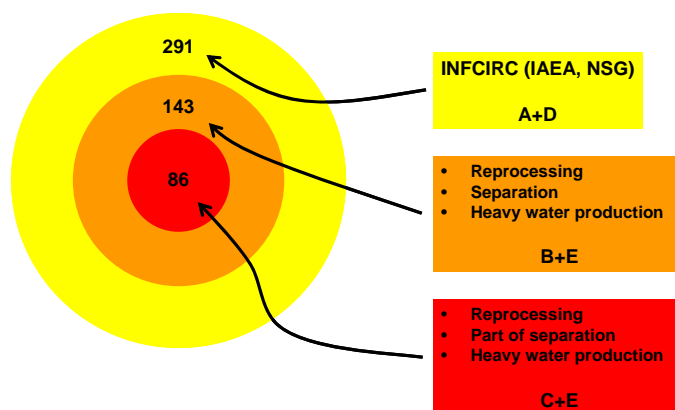 291
143
86
INFCIRC (IAEA, NSG)
A+D
• Reprocessing
• Separation
• Heavy water production
B+E
• Reprocessing
• Part of separation
• Heavy water production
C+E